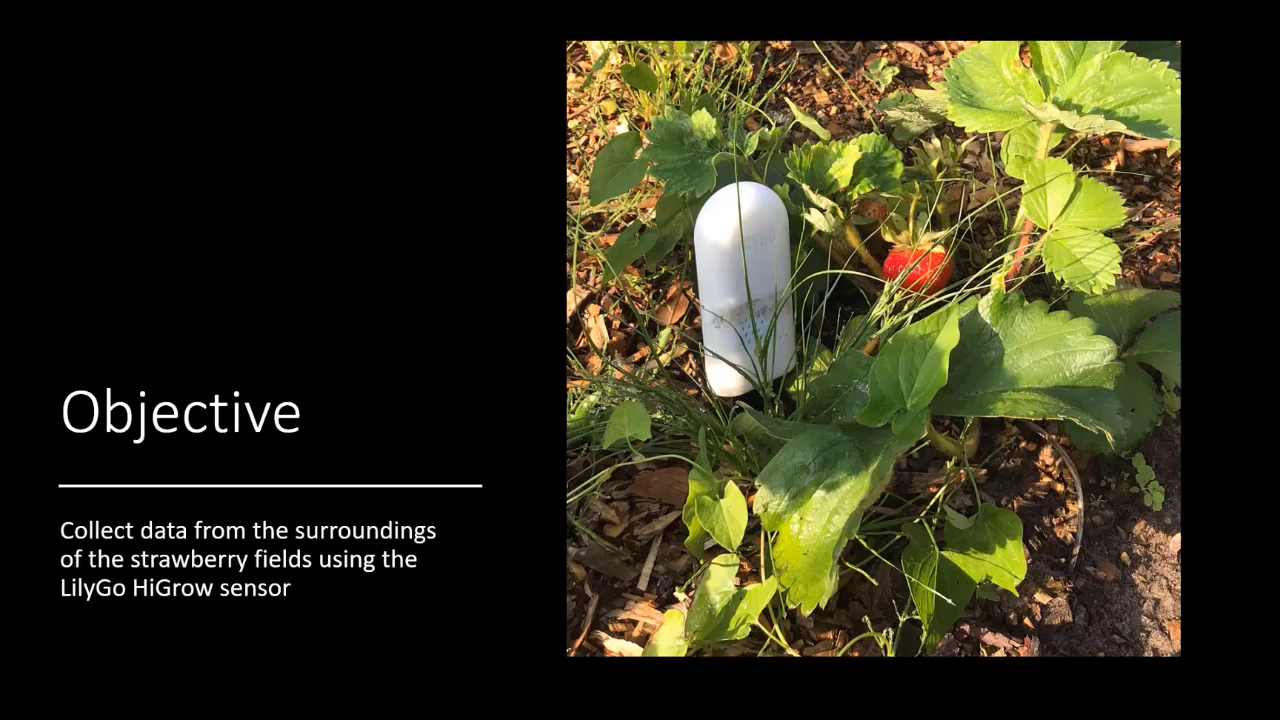 Objective
Collect data from the surroundings
of the strawberry fields using the
LilyGo HiGrow sensor